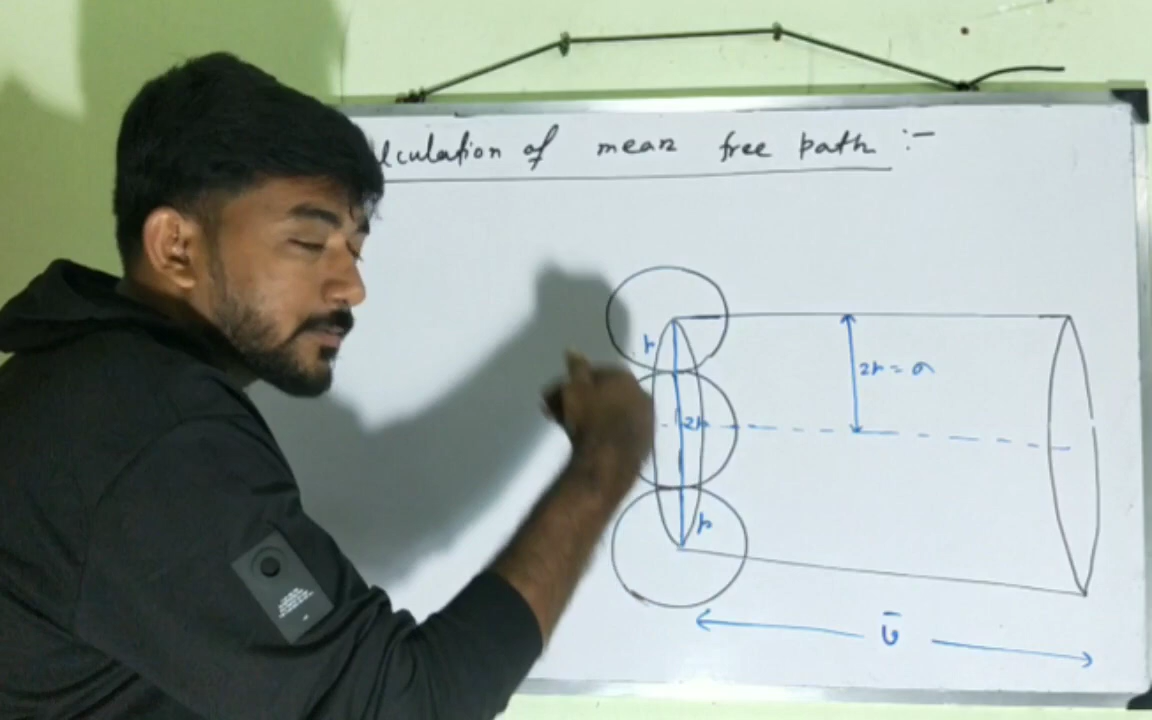 lculation of mean free path :-
r
2r = σ
2r
r
v̄